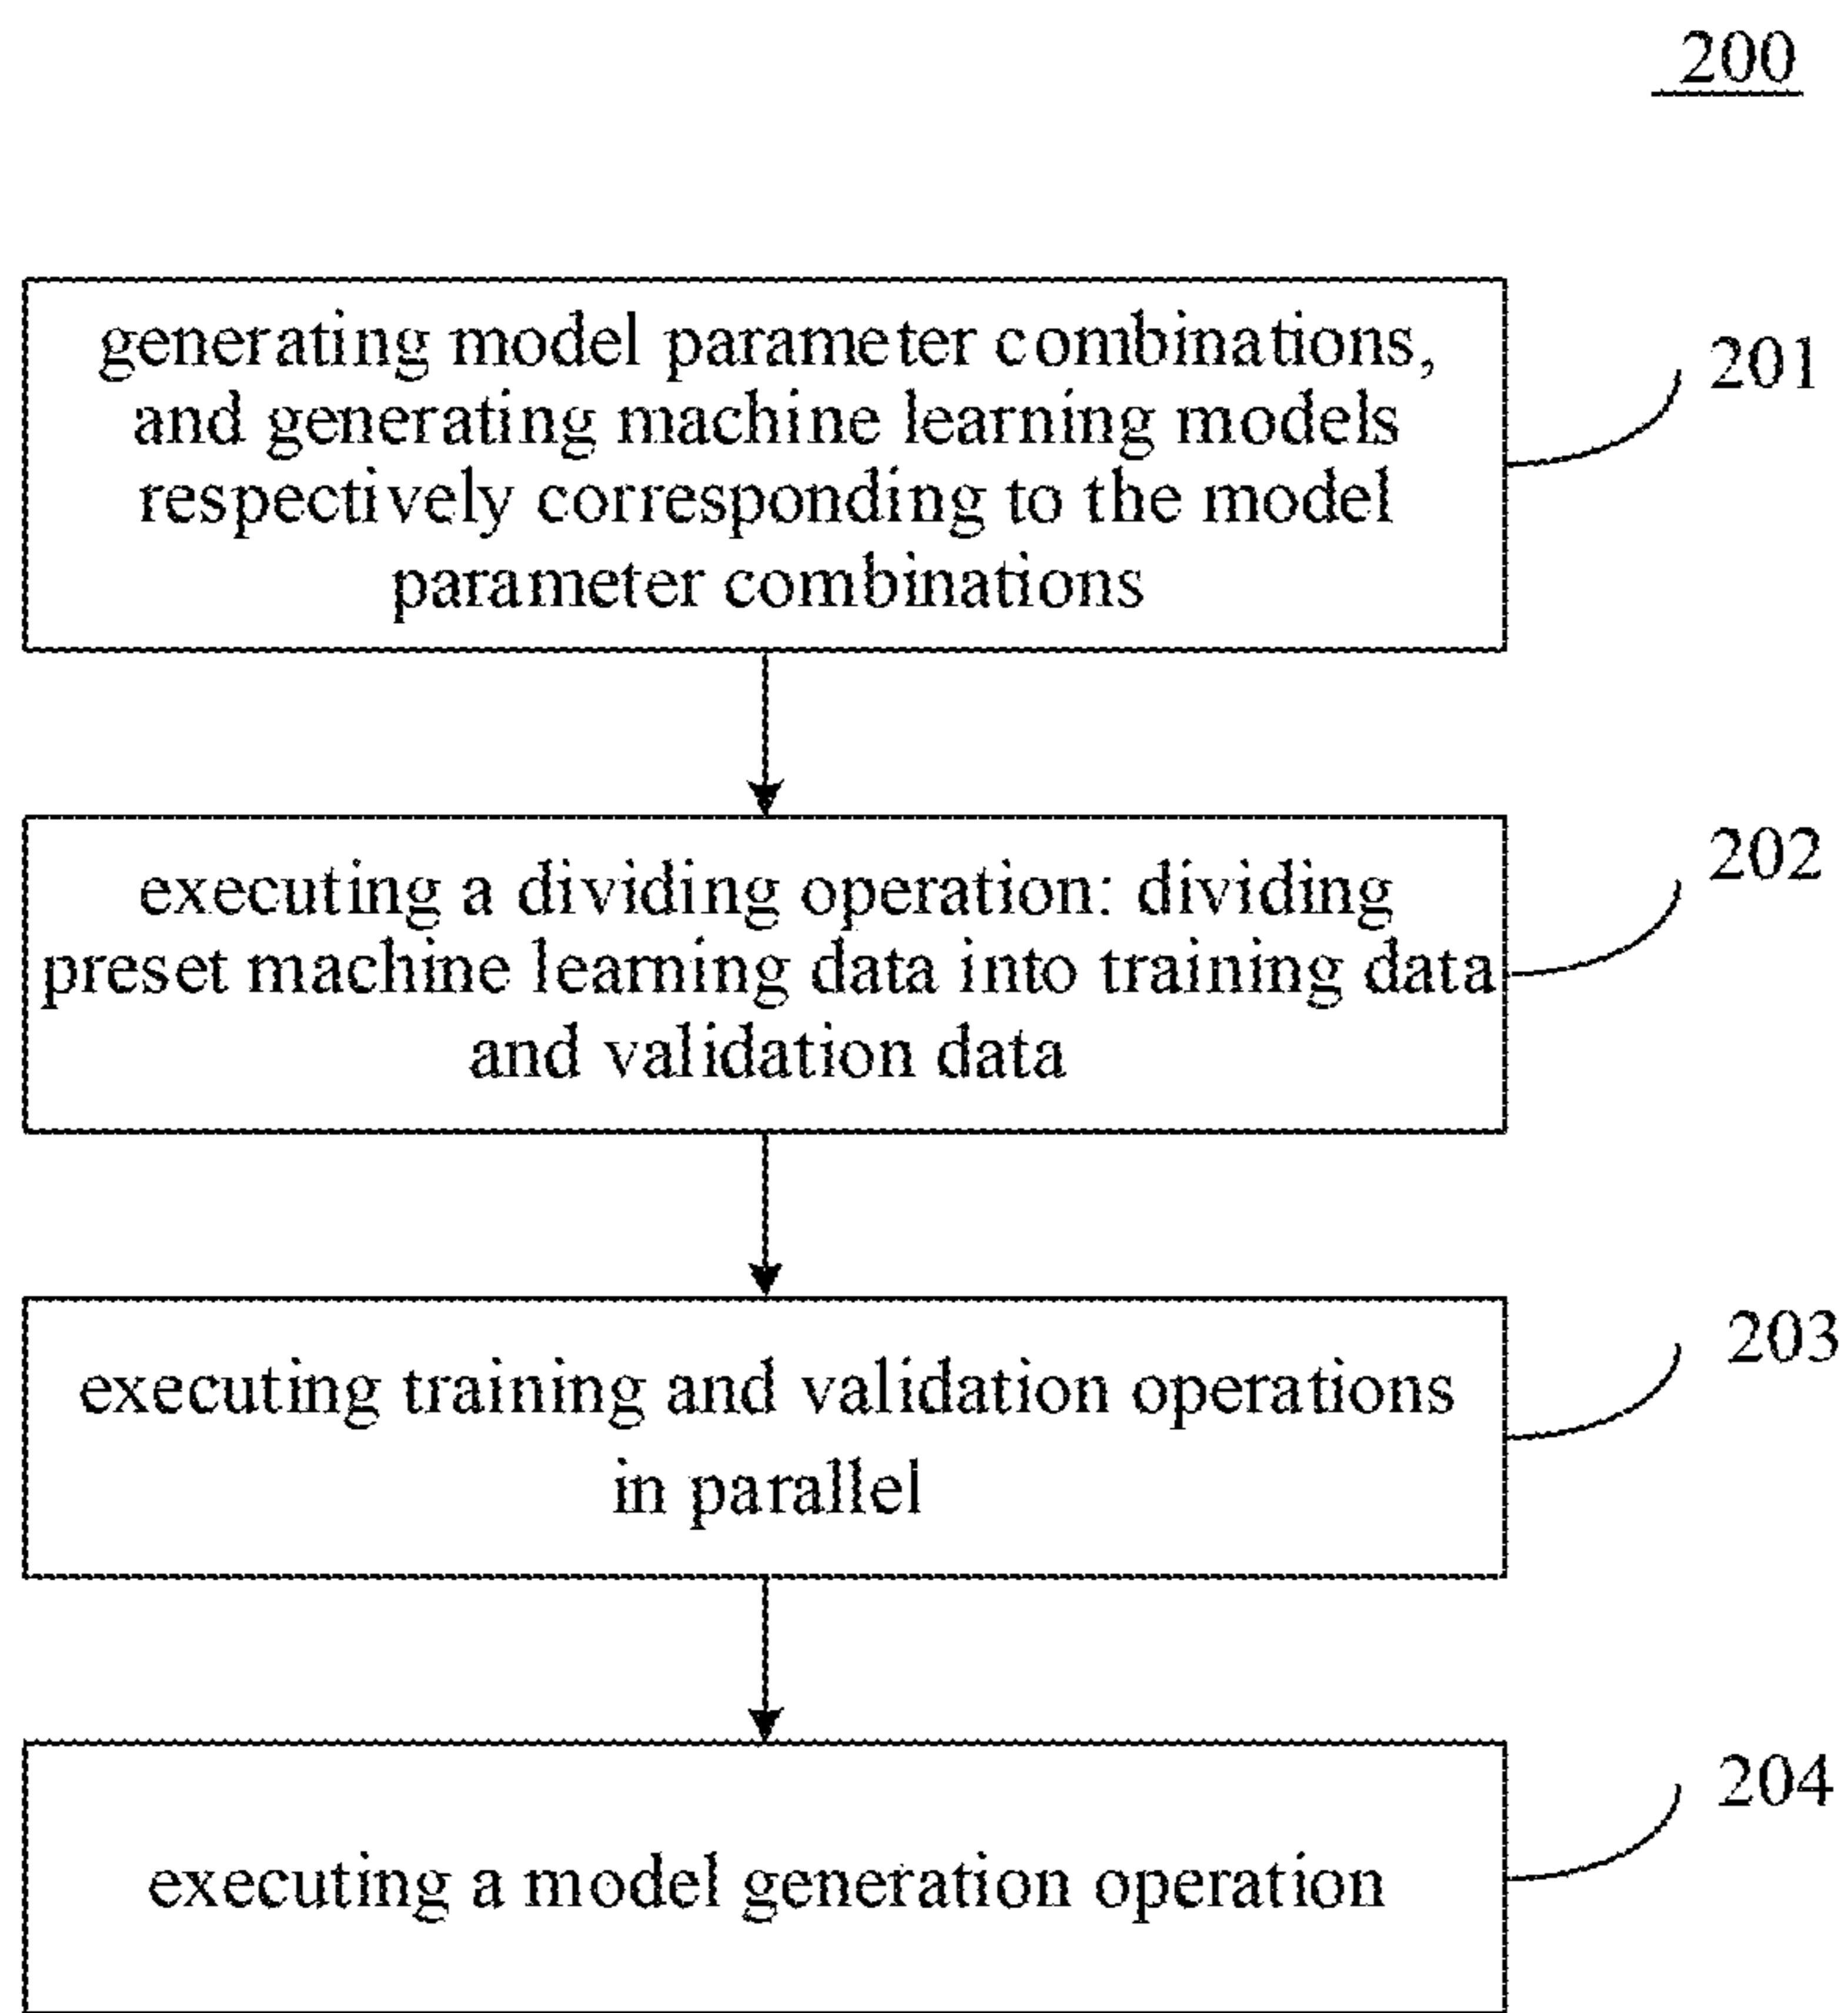 200
generating model parameter combinations,
and generating machine learning models
respectively corresponding to the model
parameter combinations
201
executing a dividing operation: dividing
preset machine learning data into training data
and validation data
202
executing training and validation operations
in parallel
203
executing a model generation operation
204